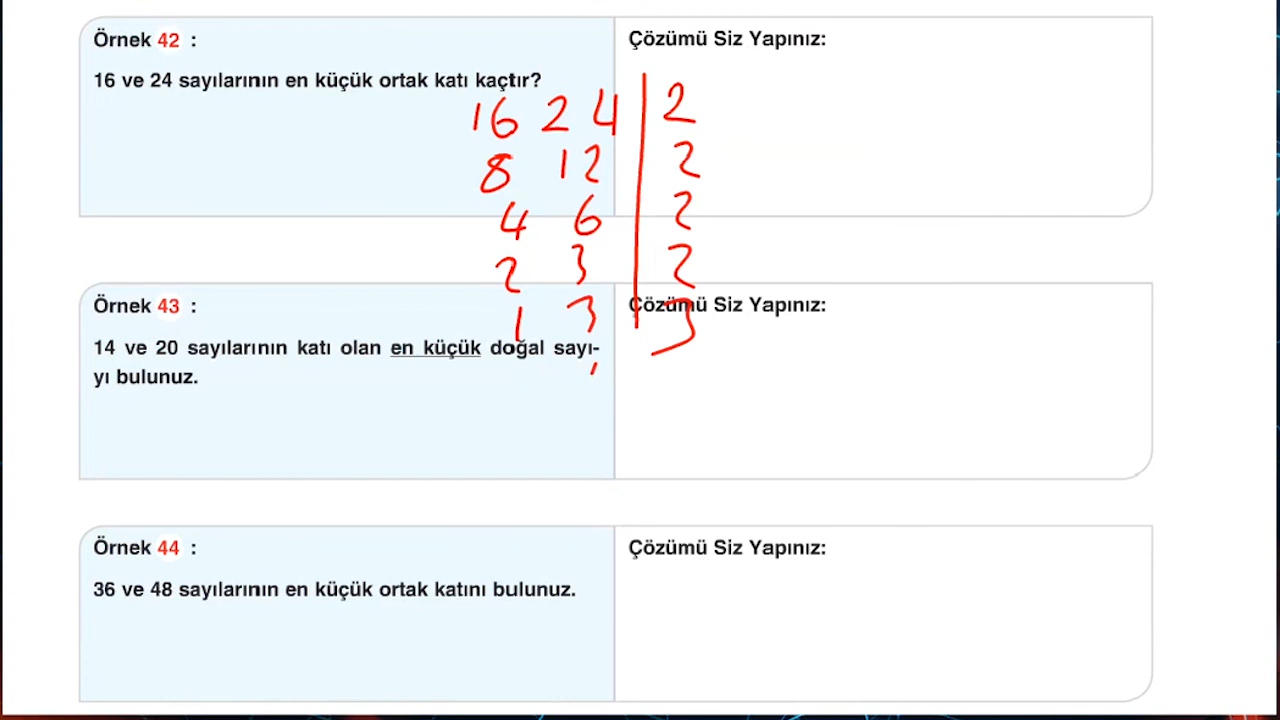 Örnek 42 :
16 ve 24 sayılarının en küçük ortak katı kaçtır?
Çözümü Siz Yapınız:
16 24 2
8 12 2
4 6 2
2 3 2
1 3 3
Örnek 43 :
14 ve 20 sayılarının katı olan en küçük doğal sayı-
yı bulunuz.
Çözümü Siz Yapınız:
Örnek 44 :
36 ve 48 sayılarının en küçük ortak katını bulunuz.
Çözümü Siz Yapınız: